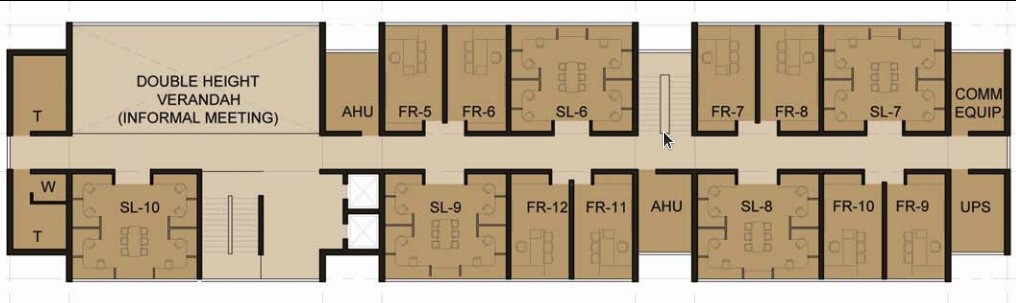 DOUBLE HEIGHT
VERANDAH
(INFORMAL MEETING)
T
AHU
FR-5
FR-6
SL-6
FR-7
FR-8
SL-7
COMM
EQUIP.
W
T
SL-10
SL-9
FR-12
FR-11
AHU
SL-8
FR-10
FR-9
UPS